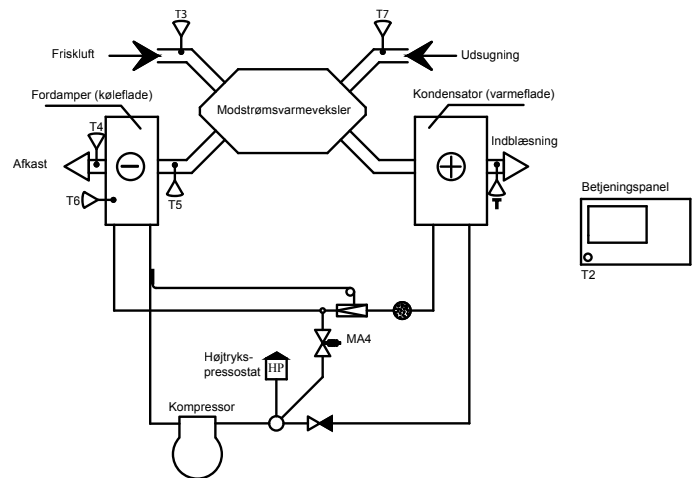 T3
T7
Friskluft
Udsugning
Fordamper (køleflade)
Kondensator (varmeflade)
Modstrømsvarmeveksler
T4
Indblæsning
Afkast
T6
T5
T
Betjeningspanel
T2
MA4
Højtryks-
pressostat
HP
Kompressor